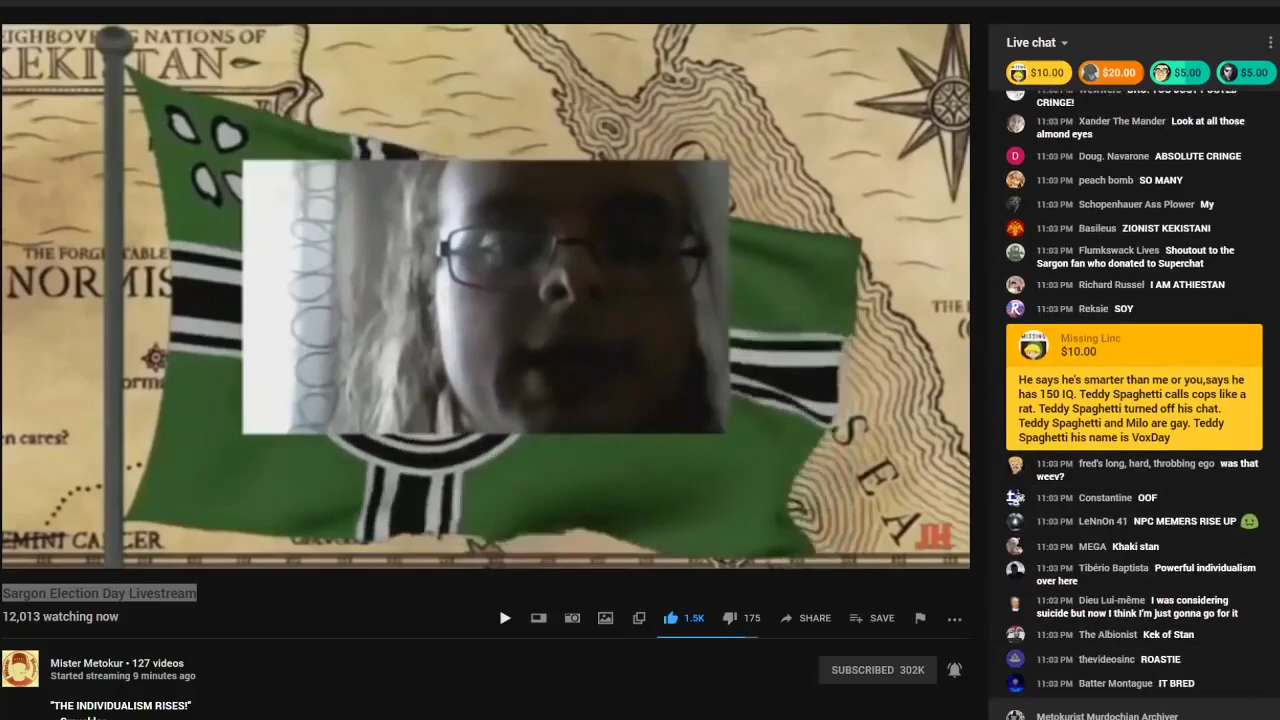 EIGHBOV NG NATIONS OF
KEKISTAN
THE FORG TABLE
NORMIS
orma
n cares?
EMINI CANCER
SEA
THE
JH
Sargon Election Day Livestream
12,013 watching now
1.5K
175
SHARE
SAVE
Mister Metokur • 127 videos
Started streaming 9 minutes ago
SUBSCRIBED 302K
"THE INDIVIDUALISM RISES!"
Live chat
$10.00
$20.00
$5.00
$5.00
CRINGE!
11:03 PM Xander The Mander Look at all those
almond eyes
D
11:03 PM Doug. Navarone ABSOLUTE CRINGE
11:03 PM peach bomb SO MANY
11:03 PM Schopenhauer Ass Plower My
11:03 PM Basileus ZIONIST KEKISTANI
11:03 PM Flumkswack Lives Shoutout to the
Sargon fan who donated to Superchat
11:03 PM Richard Russel I AM ATHIESTAN
R
11:03 PM Reksie SOY
MISSING
Missing Linc
$10.00
He says he's smarter than me or you,says he
has 150 IQ. Teddy Spaghetti calls cops like a
rat. Teddy Spaghetti turned off his chat.
Teddy Spaghetti and Milo are gay. Teddy
Spaghetti his name is VoxDay
11:03 PM fred's long, hard, throbbing ego was that
weev?
11:03 PM Constantine OOF
11:03 PM LeNnOn 41 NPC MEMERS RISE UP
11:03 PM MEGA Khaki stan
11:03 PM Tibério Baptista Powerful individualism
over here
11:03 PM Dieu Lui-même I was considering
suicide but now I think I'm just gonna go for it
11:03 PM The Albionist Kek of Stan
11:03 PM thevideosinc ROASTIE
11:03 PM Batter Montague IT BRED
Metokurist Murdochian Archiver